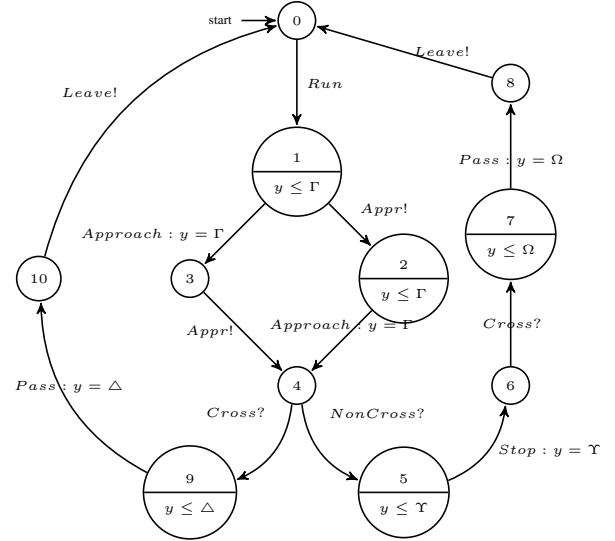 start
0
Leave!
8
Leave!
Run
1
y ≤ Γ
Pass : y = Ω
Appr!
7
y ≤ Ω
Approach : y = Γ
2
y ≤ Γ
10
3
Cross?
Approach : y = Γ
Appr!
Pass : y = △
4
6
Cross?
NonCross?
Stop : y = ϒ
9
y ≤ △
5
y ≤ ϒ